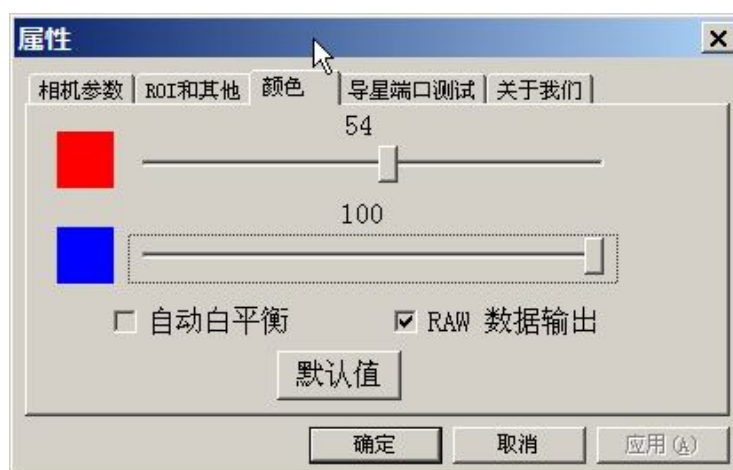 属性
相机参数 ROI和其他 颜色 导星端口测试 关于我们
54
100
自动白平衡 RAW 数据输出
默认值
确定 取消 应用(A)